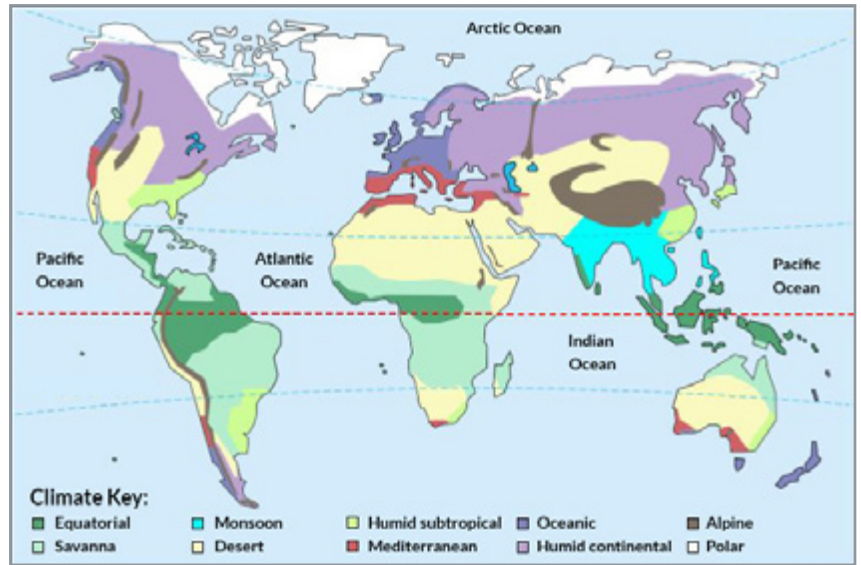 Arctic Ocean
Pacific
Ocean
Atlantic
Ocean
Pacific
Ocean
Indian
Ocean
Climate Key:
Equatorial
Monsoon
Humid subtropical
Oceanic
Alpine
Savanna
Desert
Mediterranean
Humid continental
Polar